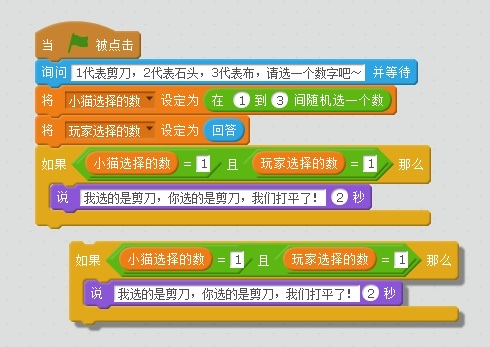 当 被点击
询问 1代表剪刀，2代表石头，3代表布，请选一个数字吧~ 并等待
将 小猫选择的数 设定为 在 1 到 3 间随机选一个数
将 玩家选择的数 设定为 回答
如果 小猫选择的数 = 1 且 玩家选择的数 = 1 那么
说 我选的是剪刀，你选的是剪刀，我们打平了！ 2 秒
如果 小猫选择的数 = 1 且 玩家选择的数 = 1 那么
说 我选的是剪刀，你选的是剪刀，我们打平了！ 2 秒